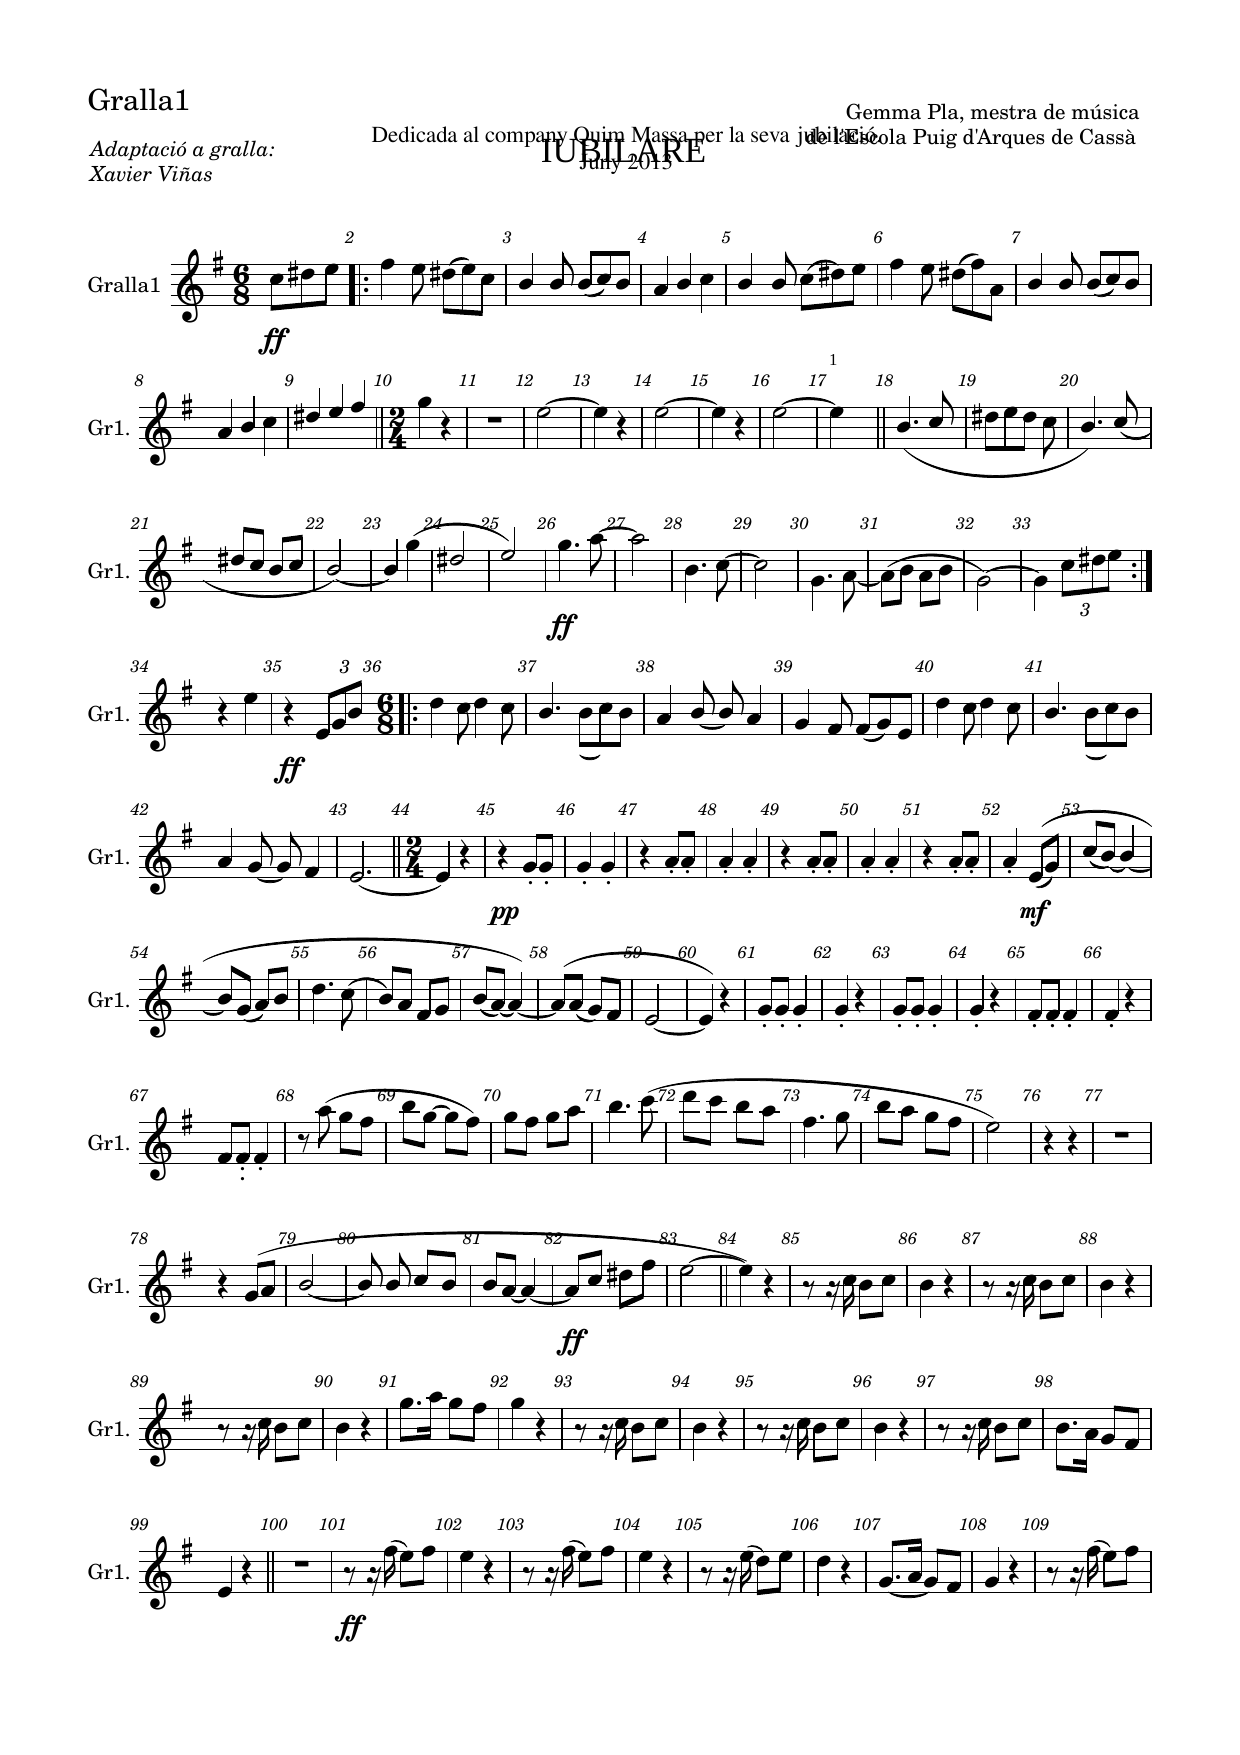 Gralla1
Gemma Pla, mestra de música
Dedicada al company Quim Massa per la seva jubilació
de l'Escola Puig d'Arques de Cassà
Adaptació a gralla:
IUBILARE
Juny 2013
Xavier Viñas
2 3 4 5 6 7
Gralla1 6 8
ff
1
8 9 10 11 12 13 14 15 16 17 18 19 20
Gr1. 2 4
21 22 23 24 25 26 27 28 29 30 31 32 33
Gr1.
3
ff
34 35 3 36 37 38 39 40 41
Gr1. 6 8
ff
42 43 44 45 46 47 48 49 50 51 52 53
Gr1. 2 4
pp mf
54 55 56 57 58 59 60 61 62 63 64 65 66
Gr1.
67 68 69 70 71 72 73 74 75 76 77
Gr1.
78 79 80 81 82 83 84 85 86 87 88
Gr1.
ff
89 90 91 92 93 94 95 96 97 98
Gr1.
99 100 101 102 103 104 105 106 107 108 109
Gr1.
ff